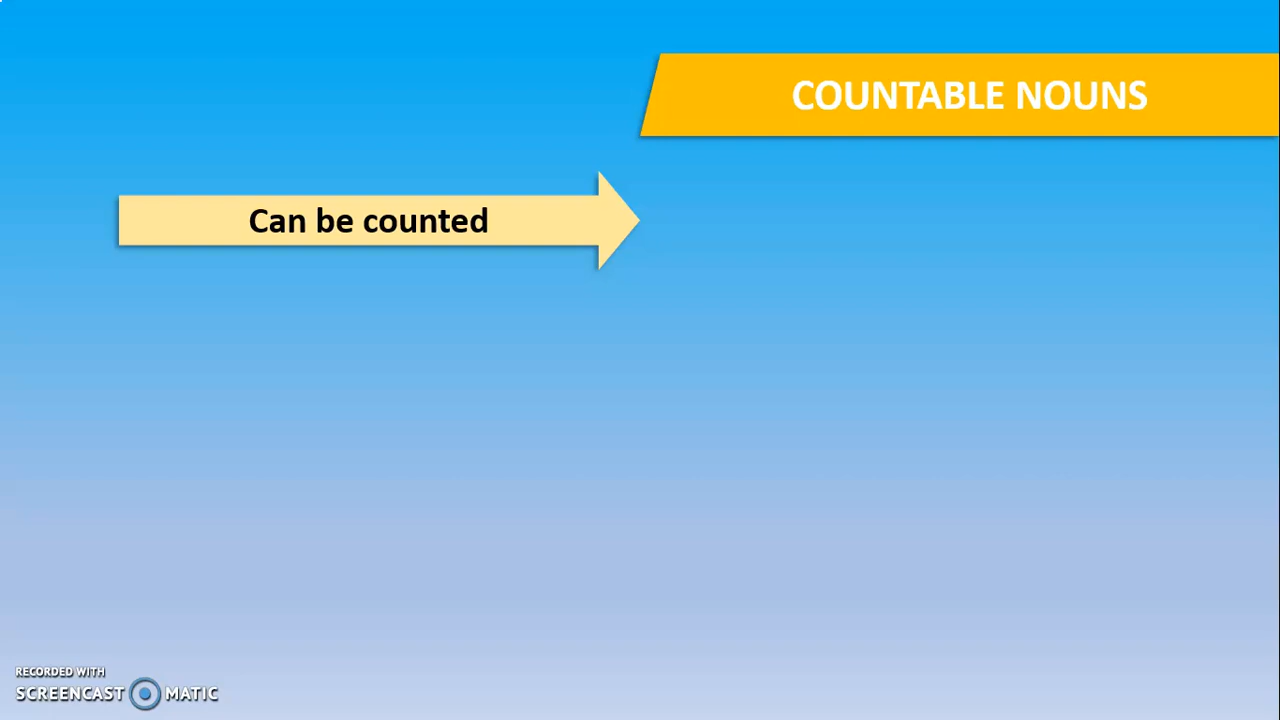 COUNTABLE NOUNS
Can be counted
RECORDED WITH
SCREENCAST MATIC